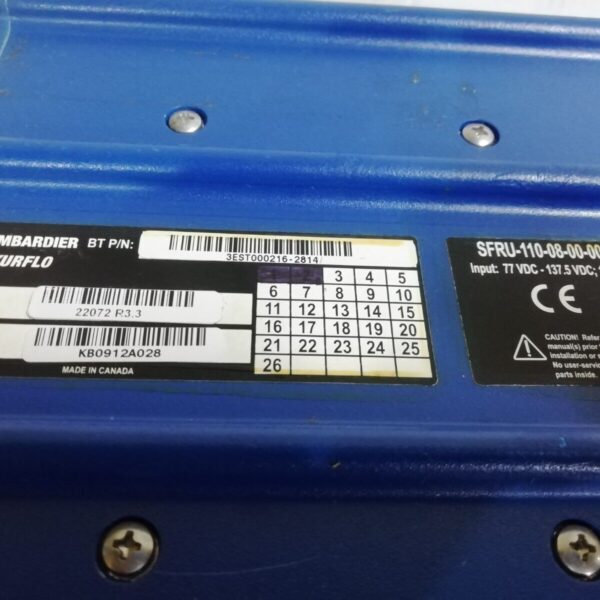 MBARDIER BT P/N:
3EST000216-2814
URFLO
3 4 5
6 7 8 9 10
11 12 13 14 15
16 17 18 19 20
21 22 23 24 25
26
22072 R3.3
KB0912A028
MADE IN CANADA
SFRU-110-08-00-00
Input: 77 VDC - 137.5 VDC;
CE
CAUTION! Refer
manual(s) prior
installation or
No user-servic
parts inside.